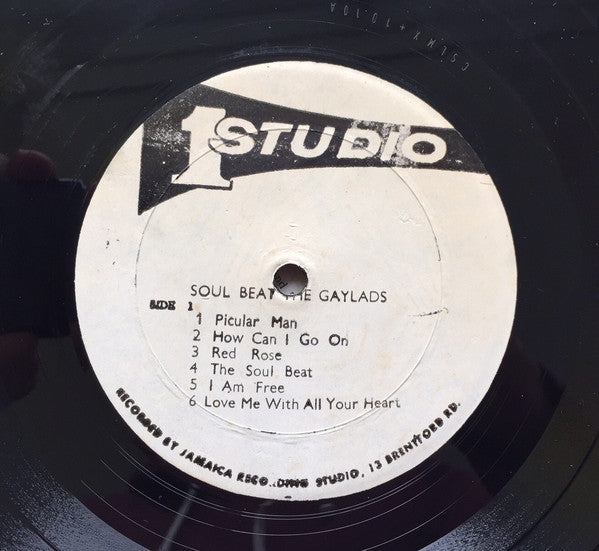 1 STUDIO
SOUL BEAT THE GAYLADS
SIDE 1
1 Picular Man
2 How Can I Go On
3 Red Rose
4 The Soul Beat
5 I Am Free
6 Love Me With All Your Heart
RECORDED BY JAMAICA RECORDING STUDIO, 13 BRENTFORD RD.